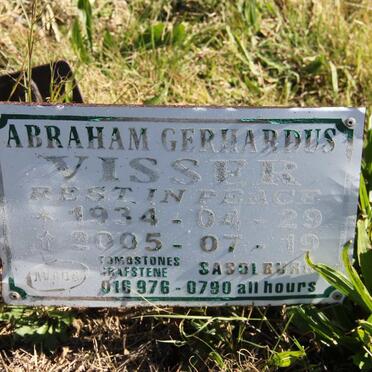 ABRAHAM GERHARDUS
VISSER
REST IN PEACE
* 1934 - 04 - 29
✞ 2005 - 07 - 19
TOMBSTONES
GRAFSTENE SASOLBURG
016 976 - 0790 all hours